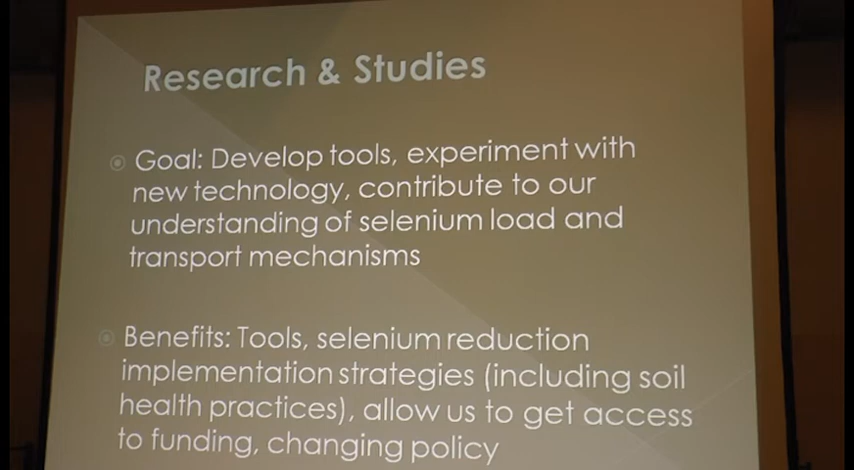 Research & Studies
Goal: Develop tools, experiment with
new technology, contribute to our
understanding of selenium load and
transport mechanisms
Benefits: Tools, selenium reduction
implementation strategies (including soil
health practices), allow us to get access
to funding, changing policy